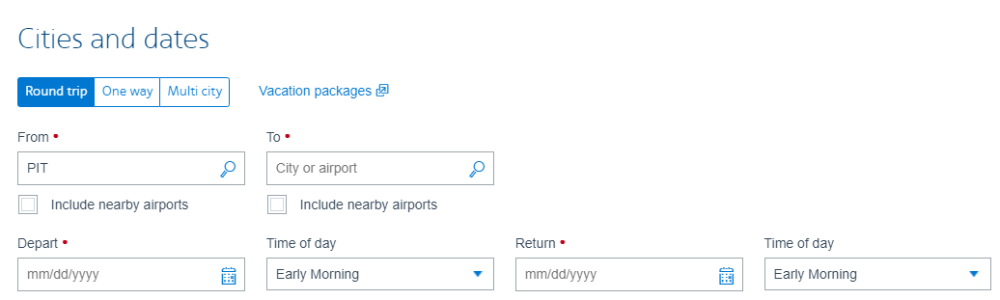 Cities and dates
Round trip One way Multi city Vacation packages
From • To •
PIT City or airport
Include nearby airports Include nearby airports
Depart • Time of day Return • Time of day
mm/dd/yyyy Early Morning mm/dd/yyyy Early Morning